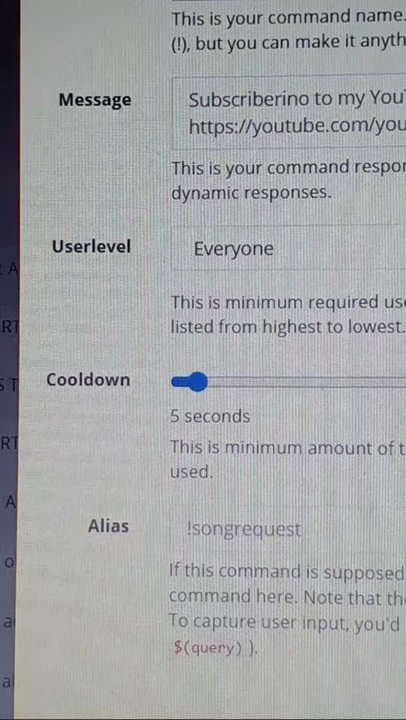 This is your command name.
(!), but you can make it anyth
Message
Subscriberino to my You
https://youtube.com/you
This is your command respon
dynamic responses.
Userlevel
Everyone
This is minimum required use
listed from highest to lowest.
Cooldown
5 seconds
This is minimum amount of t
used.
Alias
!songrequest
If this command is supposed
command here. Note that the
To capture user input, you'd
$(query) ).